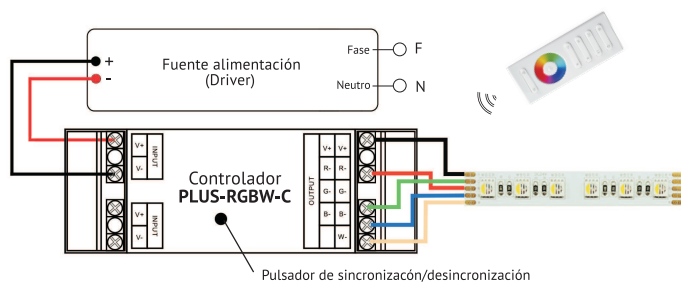 Fase F
+
Fuente alimentación
-
(Driver)
Neutro N
V+
V-
INPUT
V+
V-
INPUT
Controlador
PLUS-RGBW-C
OUTPUT
V+ V+
R- R-
G- G-
B- B-
W-
Pulsador de sincronizacón/desincronización